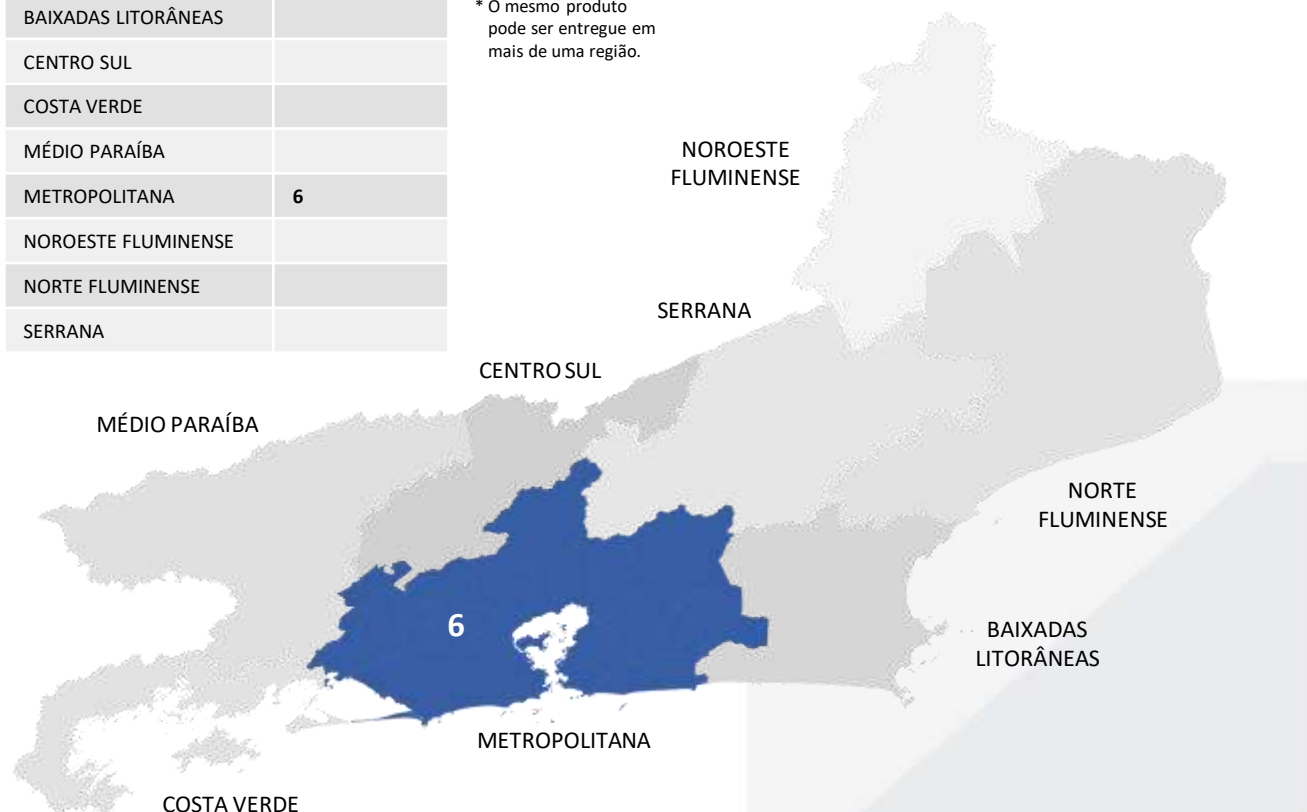 BAIXADAS LITORÂNEAS
CENTRO SUL
COSTA VERDE
MÉDIO PARAÍBA
METROPOLITANA 6
NOROESTE FLUMINENSE
NORTE FLUMINENSE
SERRANA
* O mesmo produto
pode ser entregue em
mais de uma região.
NOROESTE
FLUMINENSE
SERRANA
CENTRO SUL
MÉDIO PARAÍBA
NORTE
FLUMINENSE
6
BAIXADAS
LITORÂNEAS
METROPOLITANA
COSTA VERDE